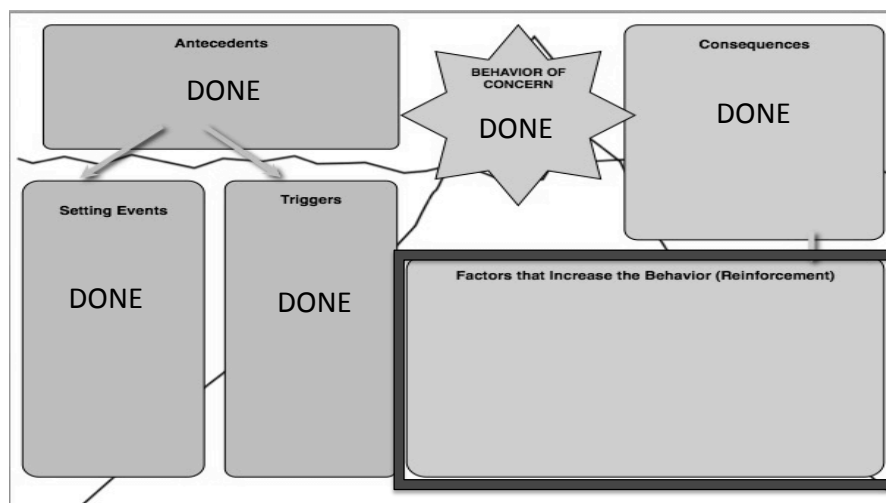 Antecedents
DONE
BEHAVIOR OF
CONCERN
DONE
Consequences
DONE
Setting Events
DONE
Triggers
DONE
Factors that Increase the Behavior (Reinforcement)